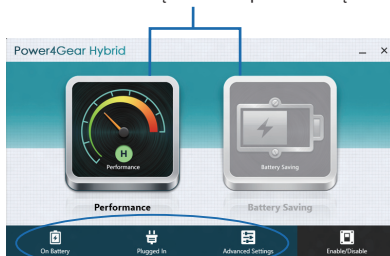 Power4Gear Hybrid
H
Performance
Battery Saving
Performance
Battery Saving
On Battery
Plugged In
Advanced Settings
Enable/Disable